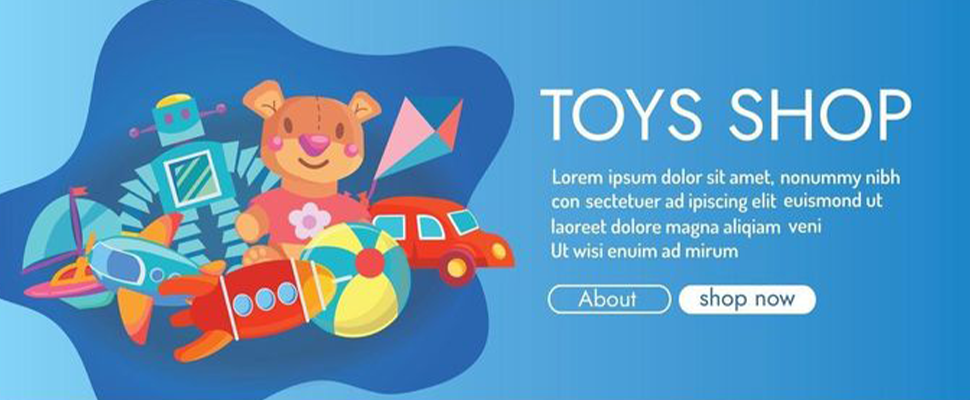 TOYS SHOP
Lorem ipsum dolor sit amet, nonummy nibh
con sectetuer ad ipiscing elit euismond ut
laoreet dolore magna aliqiam veni
Ut wisi enuim ad mirum
About shop now